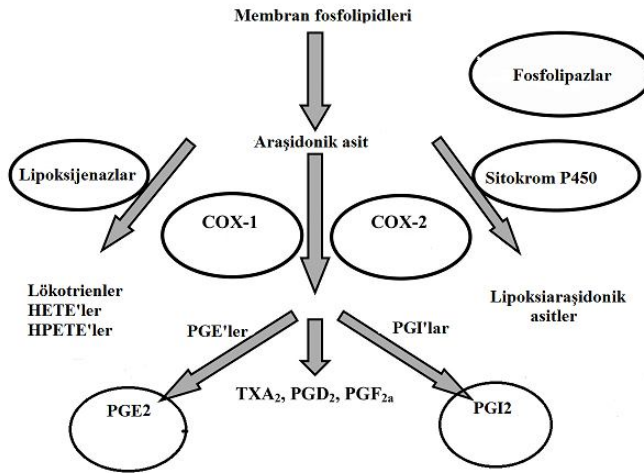 Membran fosfolipidleri
Fosfolipazlar
Araşidonik asit
Lipoksijenazlar
Sitokrom P450
COX-1
COX-2
Lökotrienler
HETE'ler
HPETE'ler
Lipoksiaraşidonik
asitler
PGE'ler
PGI'lar
TXA₂, PGD₂, PGF₂ₐ
PGE2
PGI2